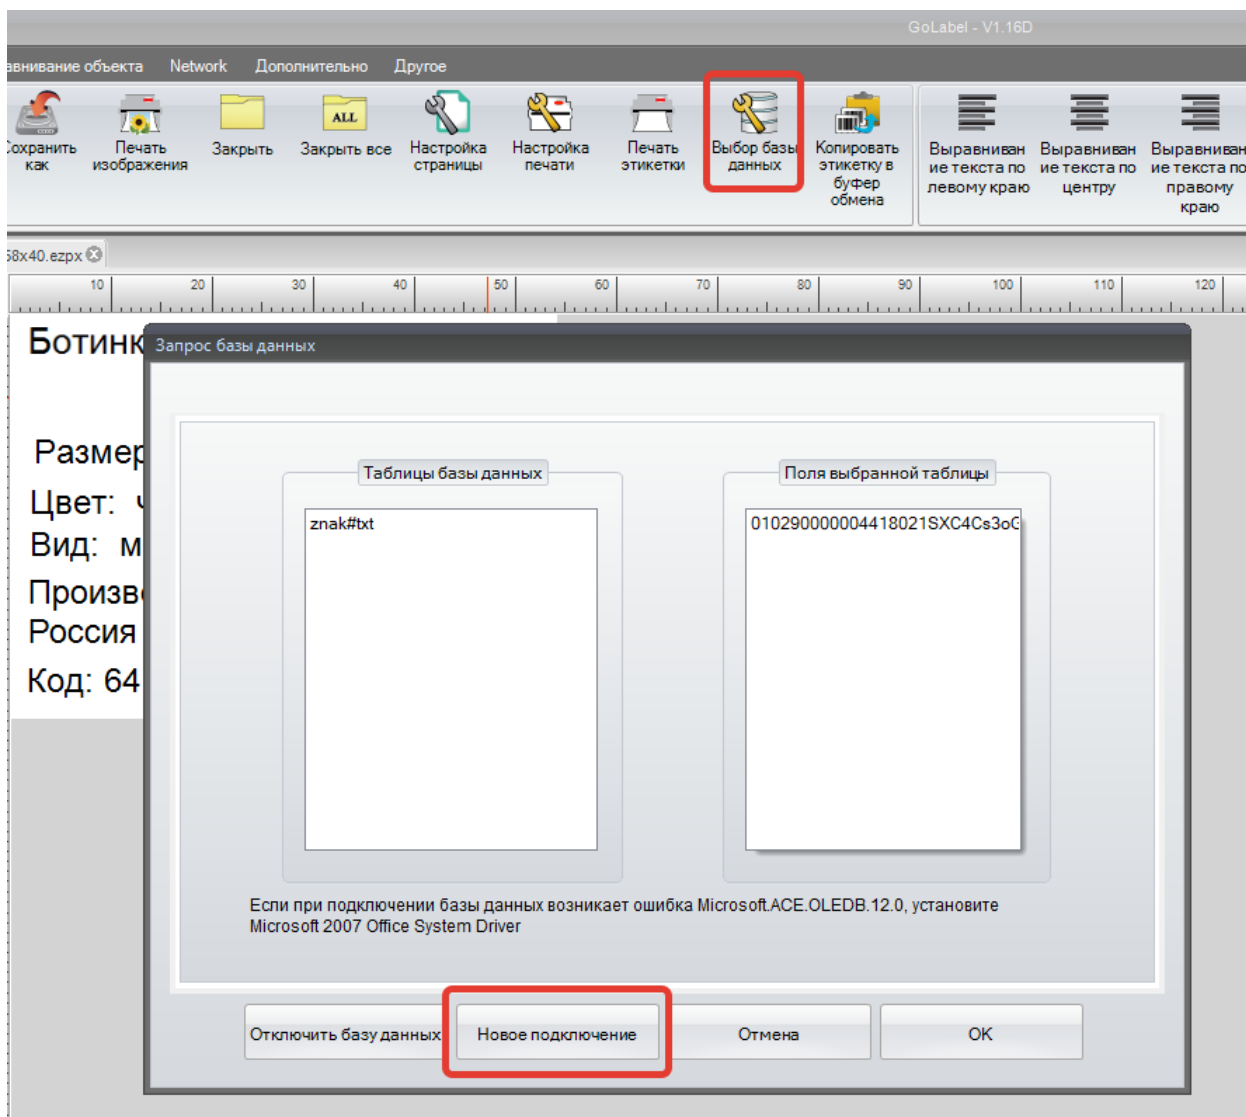 GoLabel - V1.16D
авнивание объекта Network Дополнительно Другое
Сохранить как
Печать изображения
Закрыть
ALL
Закрыть все
Настройка страницы
Настройка печати
Печать этикетки
Выбор базы данных
Копировать этикетку в буфер обмена
Выравниван ие текста по левому краю
Выравниван ие текста по центру
Выравниван ие текста по правому краю
58x40.ezpx
10 20 30 40 50 60 70 80 90 100 110 120
Ботинк
Запрос базы данных
Размер
Цвет: ч
Вид: м
Произв
Россия
Код: 64
Таблицы базы данных
znak#txt
Поля выбранной таблицы
010290000004418021SXC4Cs3oG
Если при подключении базы данных возникает ошибка Microsoft.ACE.OLEDB.12.0, установите
Microsoft 2007 Office System Driver
Отключить базу данных
Новое подключение
Отмена
OK